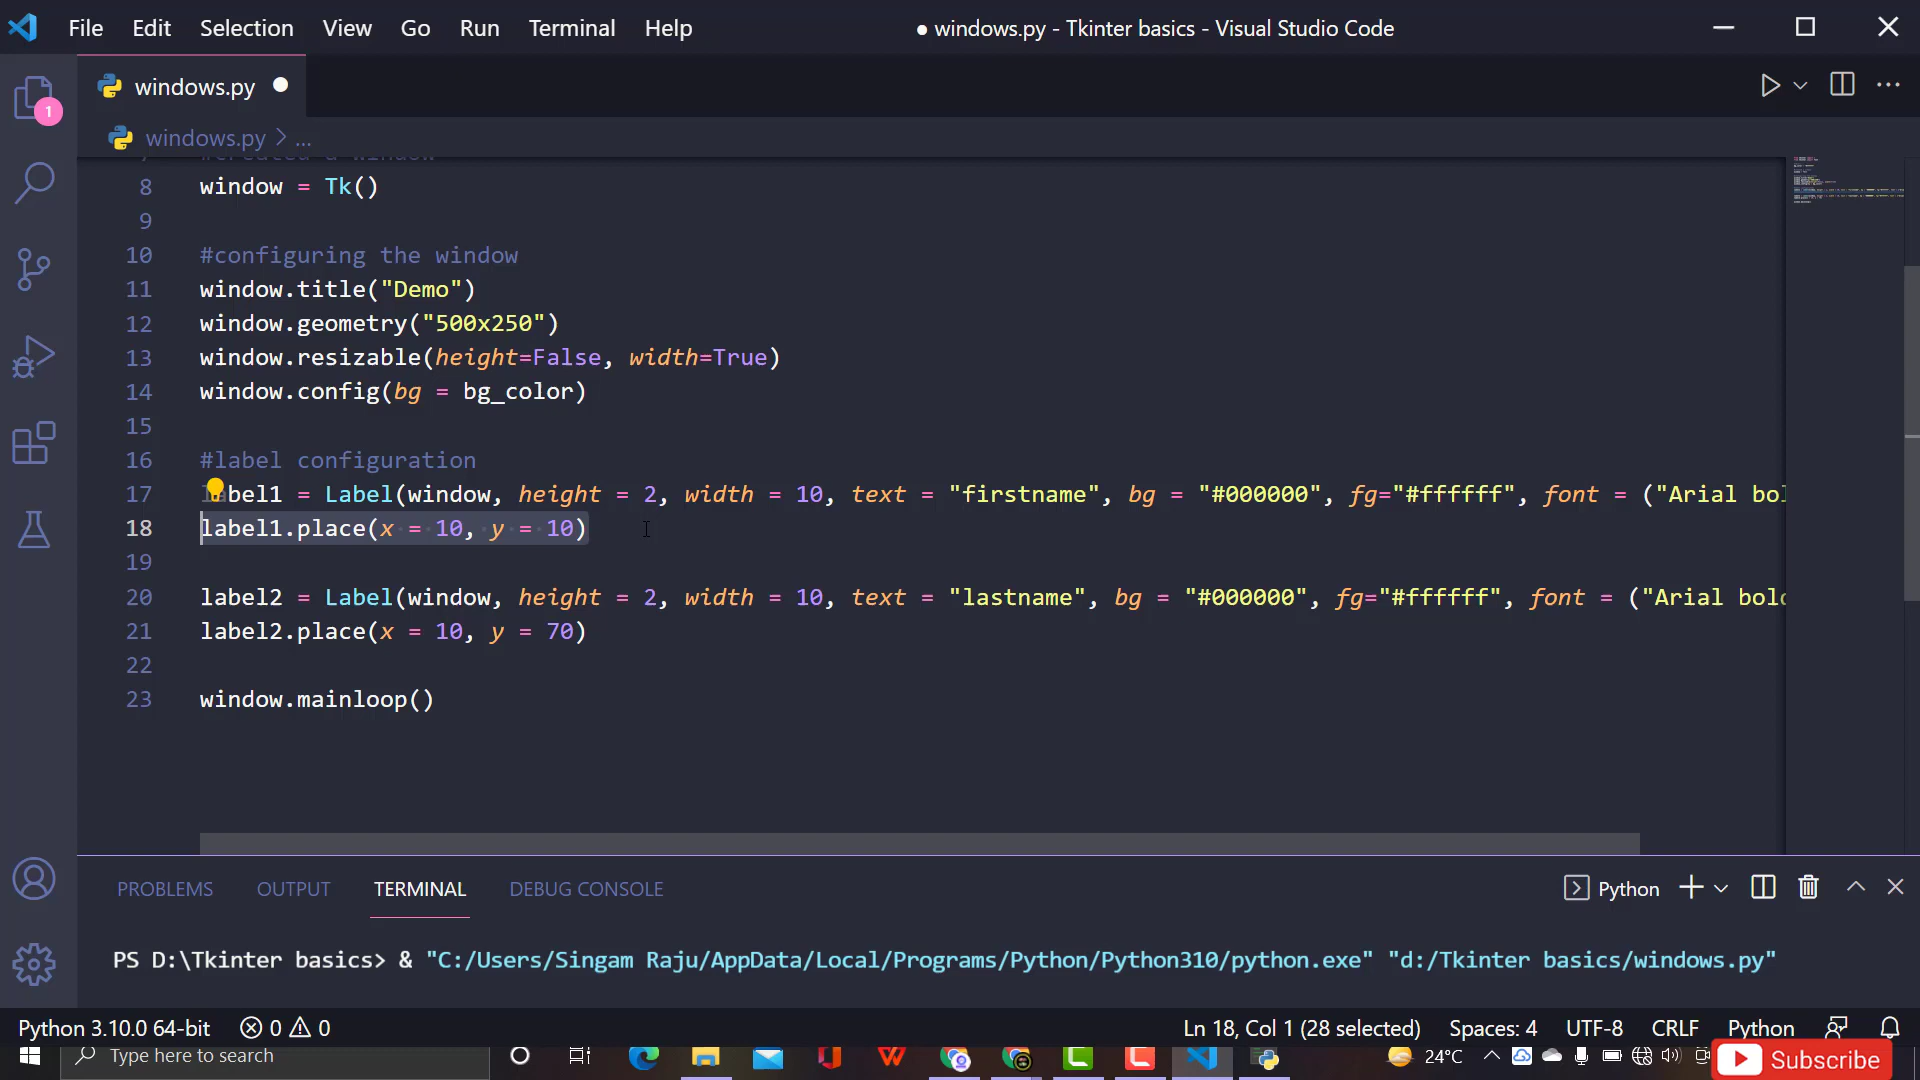 File Edit Selection View Go Run Terminal Help
● windows.py - Tkinter basics - Visual Studio Code
1
windows.py
windows.py > ...
#created a window
8 window = Tk()
9
10 #configuring the window
11 window.title("Demo")
12 window.geometry("500x250")
13 window.resizable(height=False, width=True)
14 window.config(bg = bg_color)
15
16 #label configuration
17 label1 = Label(window, height = 2, width = 10, text = "firstname", bg = "#000000", fg="#ffffff", font = ("Arial bol
18 label1.place(x = 10, y = 10)
19
20 label2 = Label(window, height = 2, width = 10, text = "lastname", bg = "#000000", fg="#ffffff", font = ("Arial bold
21 label2.place(x = 10, y = 70)
22
23 window.mainloop()
PROBLEMS OUTPUT TERMINAL DEBUG CONSOLE
Python
PS D:\Tkinter basics> & "C:/Users/Singam Raju/AppData/Local/Programs/Python/Python310/python.exe" "d:/Tkinter basics/windows.py"
Python 3.10.0 64-bit 0 0
Ln 18, Col 1 (28 selected) Spaces: 4 UTF-8 CRLF Python
Type here to search
24°C
Subscribe